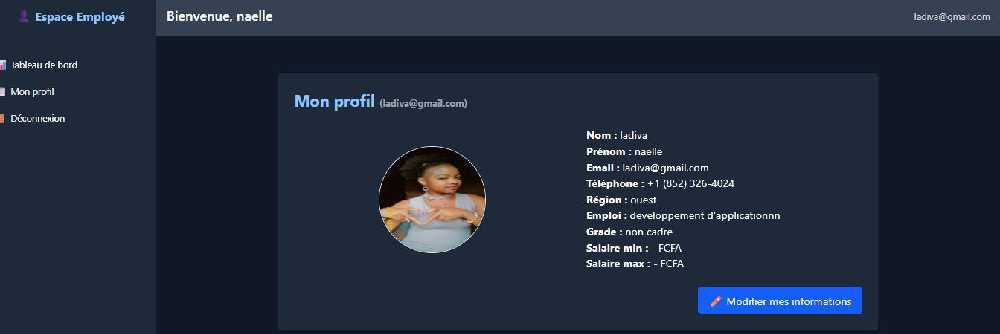 Espace Employé
Bienvenue, naelle
ladiva@gmail.com
Tableau de bord
Mon profil
Déconnexion
Mon profil (ladiva@gmail.com)
Nom : ladiva
Prénom : naelle
Email : ladiva@gmail.com
Téléphone : +1 (852) 326-4024
Région : ouest
Emploi : developpement d'applicationnn
Grade : non cadre
Salaire min : - FCFA
Salaire max : - FCFA
Modifier mes informations